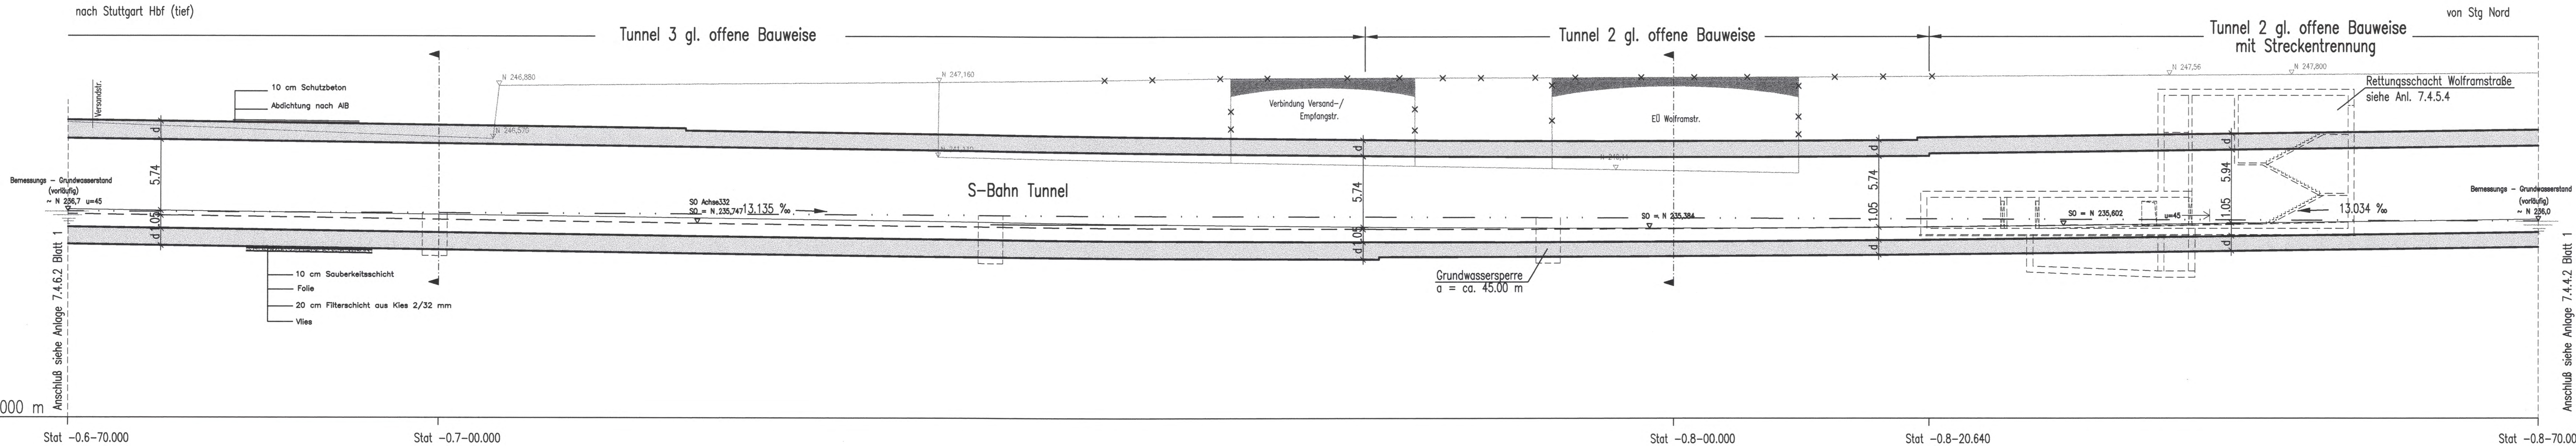 nach Stuttgart Hbf (tief)
von Stg Nord
Tunnel 3 gl. offene Bauweise
Tunnel 2 gl. offene Bauweise
Tunnel 2 gl. offene Bauweise
mit Streckentrennung
Versandstr.
10 cm Schutzbeton
Abdichtung nach AIB
N 246,880
N 246,570
N 247,160
Verbindung Versand-/
Empfangstr.
EÜ Wolframstr.
N 247,56
N 247,800
Rettungsschacht Wolframstraße
siehe Anl. 7.4.5.4
d
d
d
d
5.74
5.74
5.74
5.94
Bemessungs - Grundwasserstand
(vorläufig)
~ N 236,7 u=45
S-Bahn Tunnel
SO Achse332
SO = N 235,747
13.135 ‰
SO = N 235,384
SO = N 235,602
u=45
13.034 ‰
Bemessungs - Grundwasserstand
(vorläufig)
~ N 236,0
1.05
1.05
1.05
1.05
d
d
d
d
10 cm Sauberkeitsschicht
Folie
20 cm Filterschicht aus Kies 2/32 mm
Vlies
Grundwassersperre
a = ca. 45.00 m
Anschluß siehe Anlage 7.4.6.2 Blatt 1
Anschluß siehe Anlage 7.4.4.2 Blatt 1
000 m
Stat -0.6-70.000
Stat -0.7-00.000
Stat -0.8-00.000
Stat -0.8-20.640
Stat -0.8-70.00